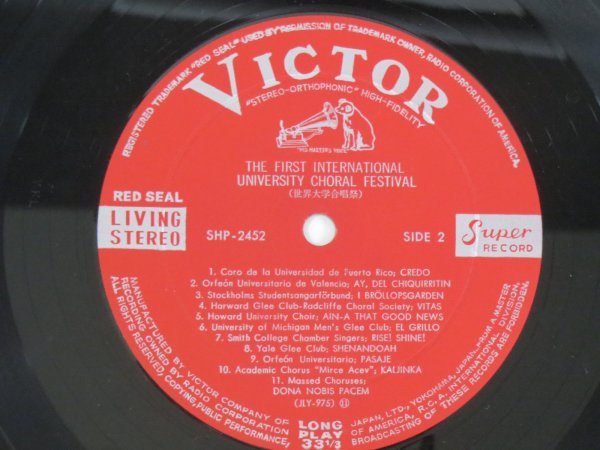 REGISTERED TRADEMARK "RED SEAL" USED BY PERMISSION OF TRADEMARK OWNER, RADIO CORPORATION OF AMERICA.
VICTOR
"STEREO-ORTHOPHONIC" HIGH-FIDELITY
"HIS MASTER'S VOICE"
THE FIRST INTERNATIONAL
UNIVERSITY CHORAL FESTIVAL
(世界大学合唱祭)
RED SEAL
LIVING
STEREO
SHP-2452
SIDE 2
Super
RECORD
1. Coro de la Universidad de Puerto Rico; CREDO
2. Orfeón Universitario de Valencia; AY, DEL CHIQUIRRITIN
3. Stockholms Studentsangarförbund; I BRÖLLOPSGARDEN
4. Harward Glee Club-Radcliffe Choral Society; VITAS
5. Howard University Choir; AIN-A THAT GOOD NEWS
6. University of Michigan Men's Glee Club; EL GRILLO
7. Smith College Chamber Singers; RISE! SHINE!
8. Yale Glee Club; SHENANDOAH
9. Orfeón Universitario; PASAJE
10. Academic Chorus "Mirce Acev"; KALJINKA
11. Massed Choruses;
DONA NOBIS PACEM
(JLY-975) ⑪
LONG
PLAY
33 1/3
MANUFACTURED BY VICTOR COMPANY OF JAPAN, LTD., YOKOHAMA, JAPAN, FROM A MASTER
RECORDING OWNED BY RADIO CORPORATION OF AMERICA, R.C.A. INTERNATIONAL DIVISION.
ALL RIGHTS RESERVED, COPYING, PUBLIC PERFORMANCE, BROADCASTING OF THESE RECORDS ARE FORBIDDEN.